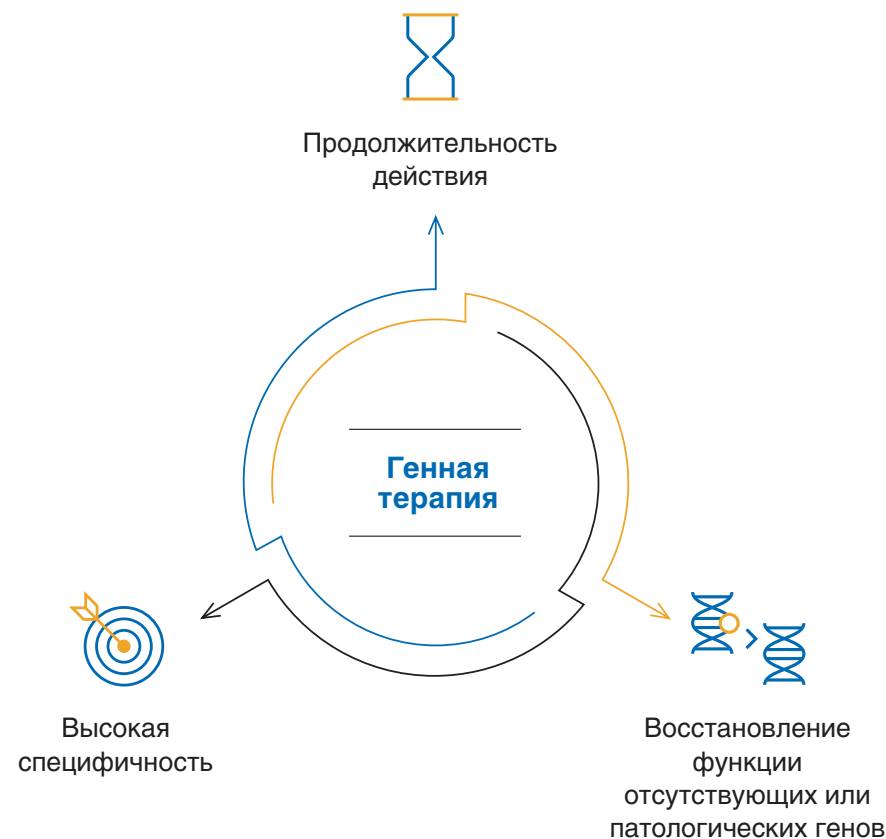 Продолжительность
действия
Генная
терапия
Высокая
специфичность
Восстановление
функции
отсутствующих или
патологических генов